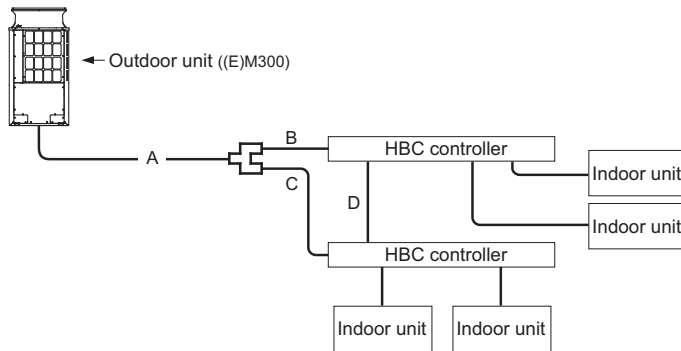 Outdoor unit ((E)M300)
A
B
C
D
HBC controller
Indoor unit
Indoor unit
HBC controller
Indoor unit
Indoor unit